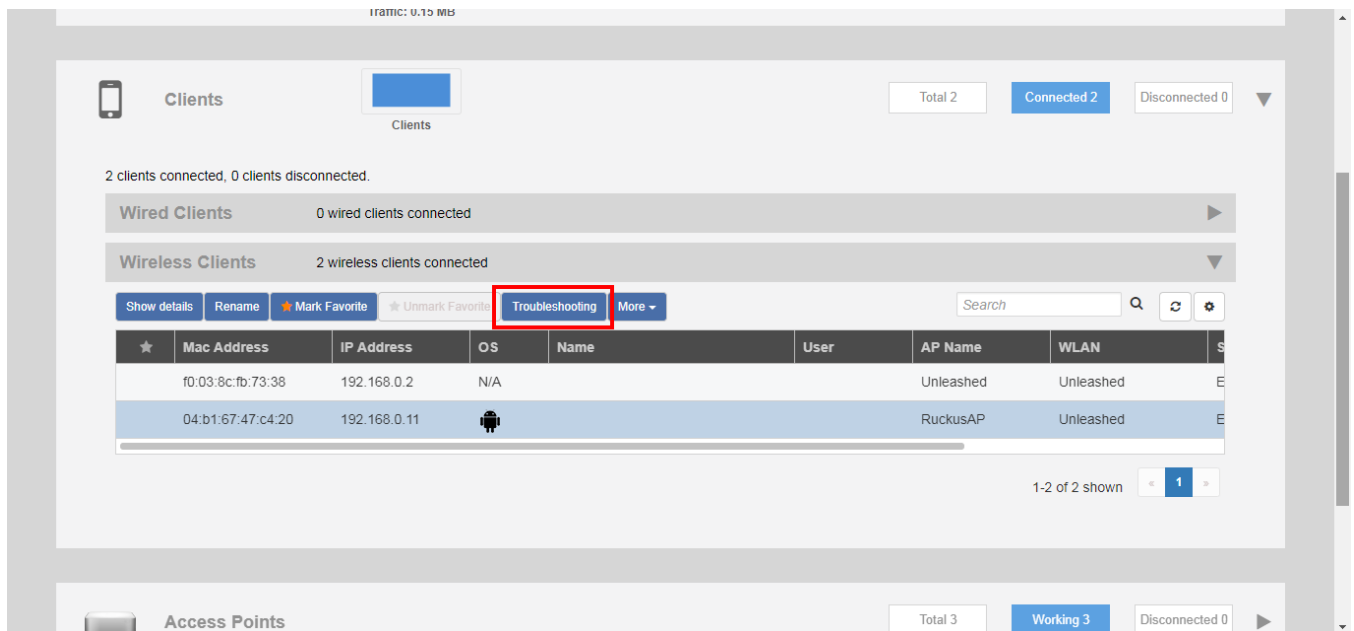 Traffic: 0.15 MB
Clients
Clients
Total 2
Connected 2
Disconnected 0
2 clients connected, 0 clients disconnected.
Wired Clients 0 wired clients connected
Wireless Clients 2 wireless clients connected
Show details Rename Mark Favorite Unmark Favorite Troubleshooting More Search
Mac Address IP Address OS Name User AP Name WLAN S
f0:03:8c:fb:73:38 192.168.0.2 N/A Unleashed Unleashed E
04:b1:67:47:c4:20 192.168.0.11 RuckusAP Unleashed E
1-2 of 2 shown « 1 »
Access Points Total 3 Working 3 Disconnected 0